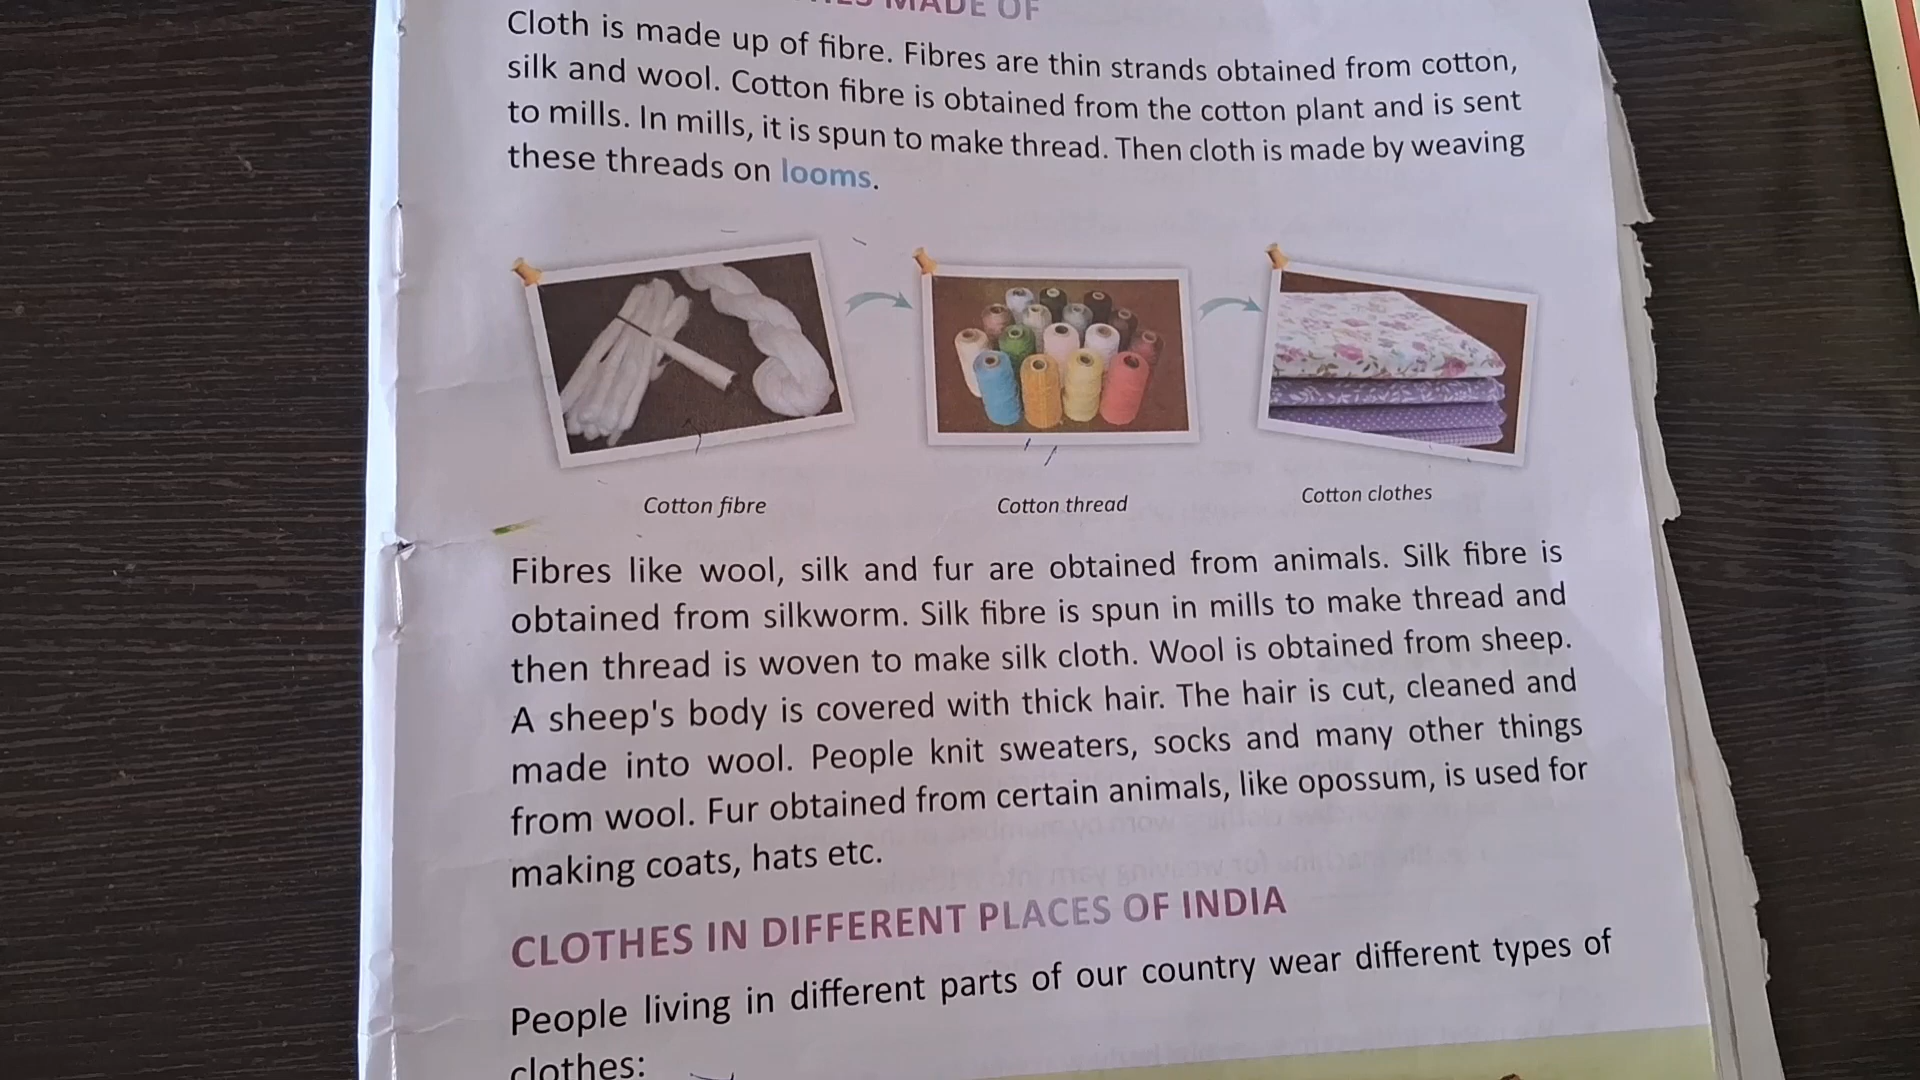 MADE OF
Cloth is made up of fibre. Fibres are thin strands obtained from cotton,
silk and wool. Cotton fibre is obtained from the cotton plant and is sent
to mills. In mills, it is spun to make thread. Then cloth is made by weaving
these threads on looms.
Cotton fibre
Cotton thread
Cotton clothes
Fibres like wool, silk and fur are obtained from animals. Silk fibre is
obtained from silkworm. Silk fibre is spun in mills to make thread and
then thread is woven to make silk cloth. Wool is obtained from sheep.
A sheep's body is covered with thick hair. The hair is cut, cleaned and
made into wool. People knit sweaters, socks and many other things
from wool. Fur obtained from certain animals, like opossum, is used for
making coats, hats etc.
CLOTHES IN DIFFERENT PLACES OF INDIA
People living in different parts of our country wear different types of
clothes: